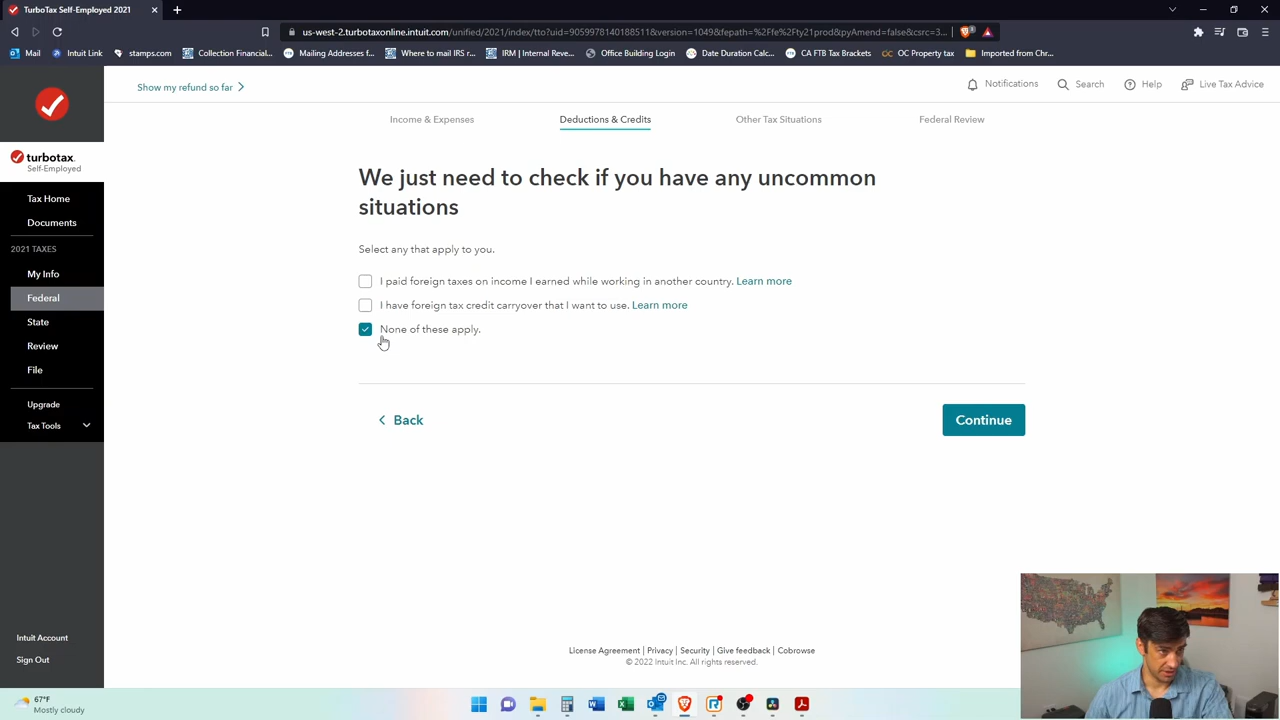 TurboTax Self-Employed 2021
us-west-2.turbotaxonline.intuit.com/unified/2021/index/tto?uid=9059978140188511&version=1049&fepath=%2Ffe%2Fty21prod&pyAmend=false&csrc=3...
Mail
Intuit Link
stamps.com
Collection Financial...
Where to mail IRS r...
Mailing Addresses f...
IRM | Internal Reve...
Office Building Login
Date Duration Calc...
CA FTB Tax Brackets
OC Property tax
Imported from Chr...
Show my refund so far
Notifications
Search
Help
Live Tax Advice
Income & Expenses
Deductions & Credits
Other Tax Situations
Federal Review
turbotax
Self-Employed
Tax Home
Documents
2021 TAXES
My Info
Federal
State
Review
File
Upgrade
Tax Tools
Intuit Account
Sign Out
We just need to check if you have any uncommon
situations
Select any that apply to you.
I paid foreign taxes on income I earned while working in another country. Learn more
I have foreign tax credit carryover that I want to use. Learn more
None of these apply.
Back
Continue
License Agreement | Privacy | Security | Give feedback | Cobrowse
© 2022 Intuit Inc. All rights reserved.
67°F
Mostly cloudy